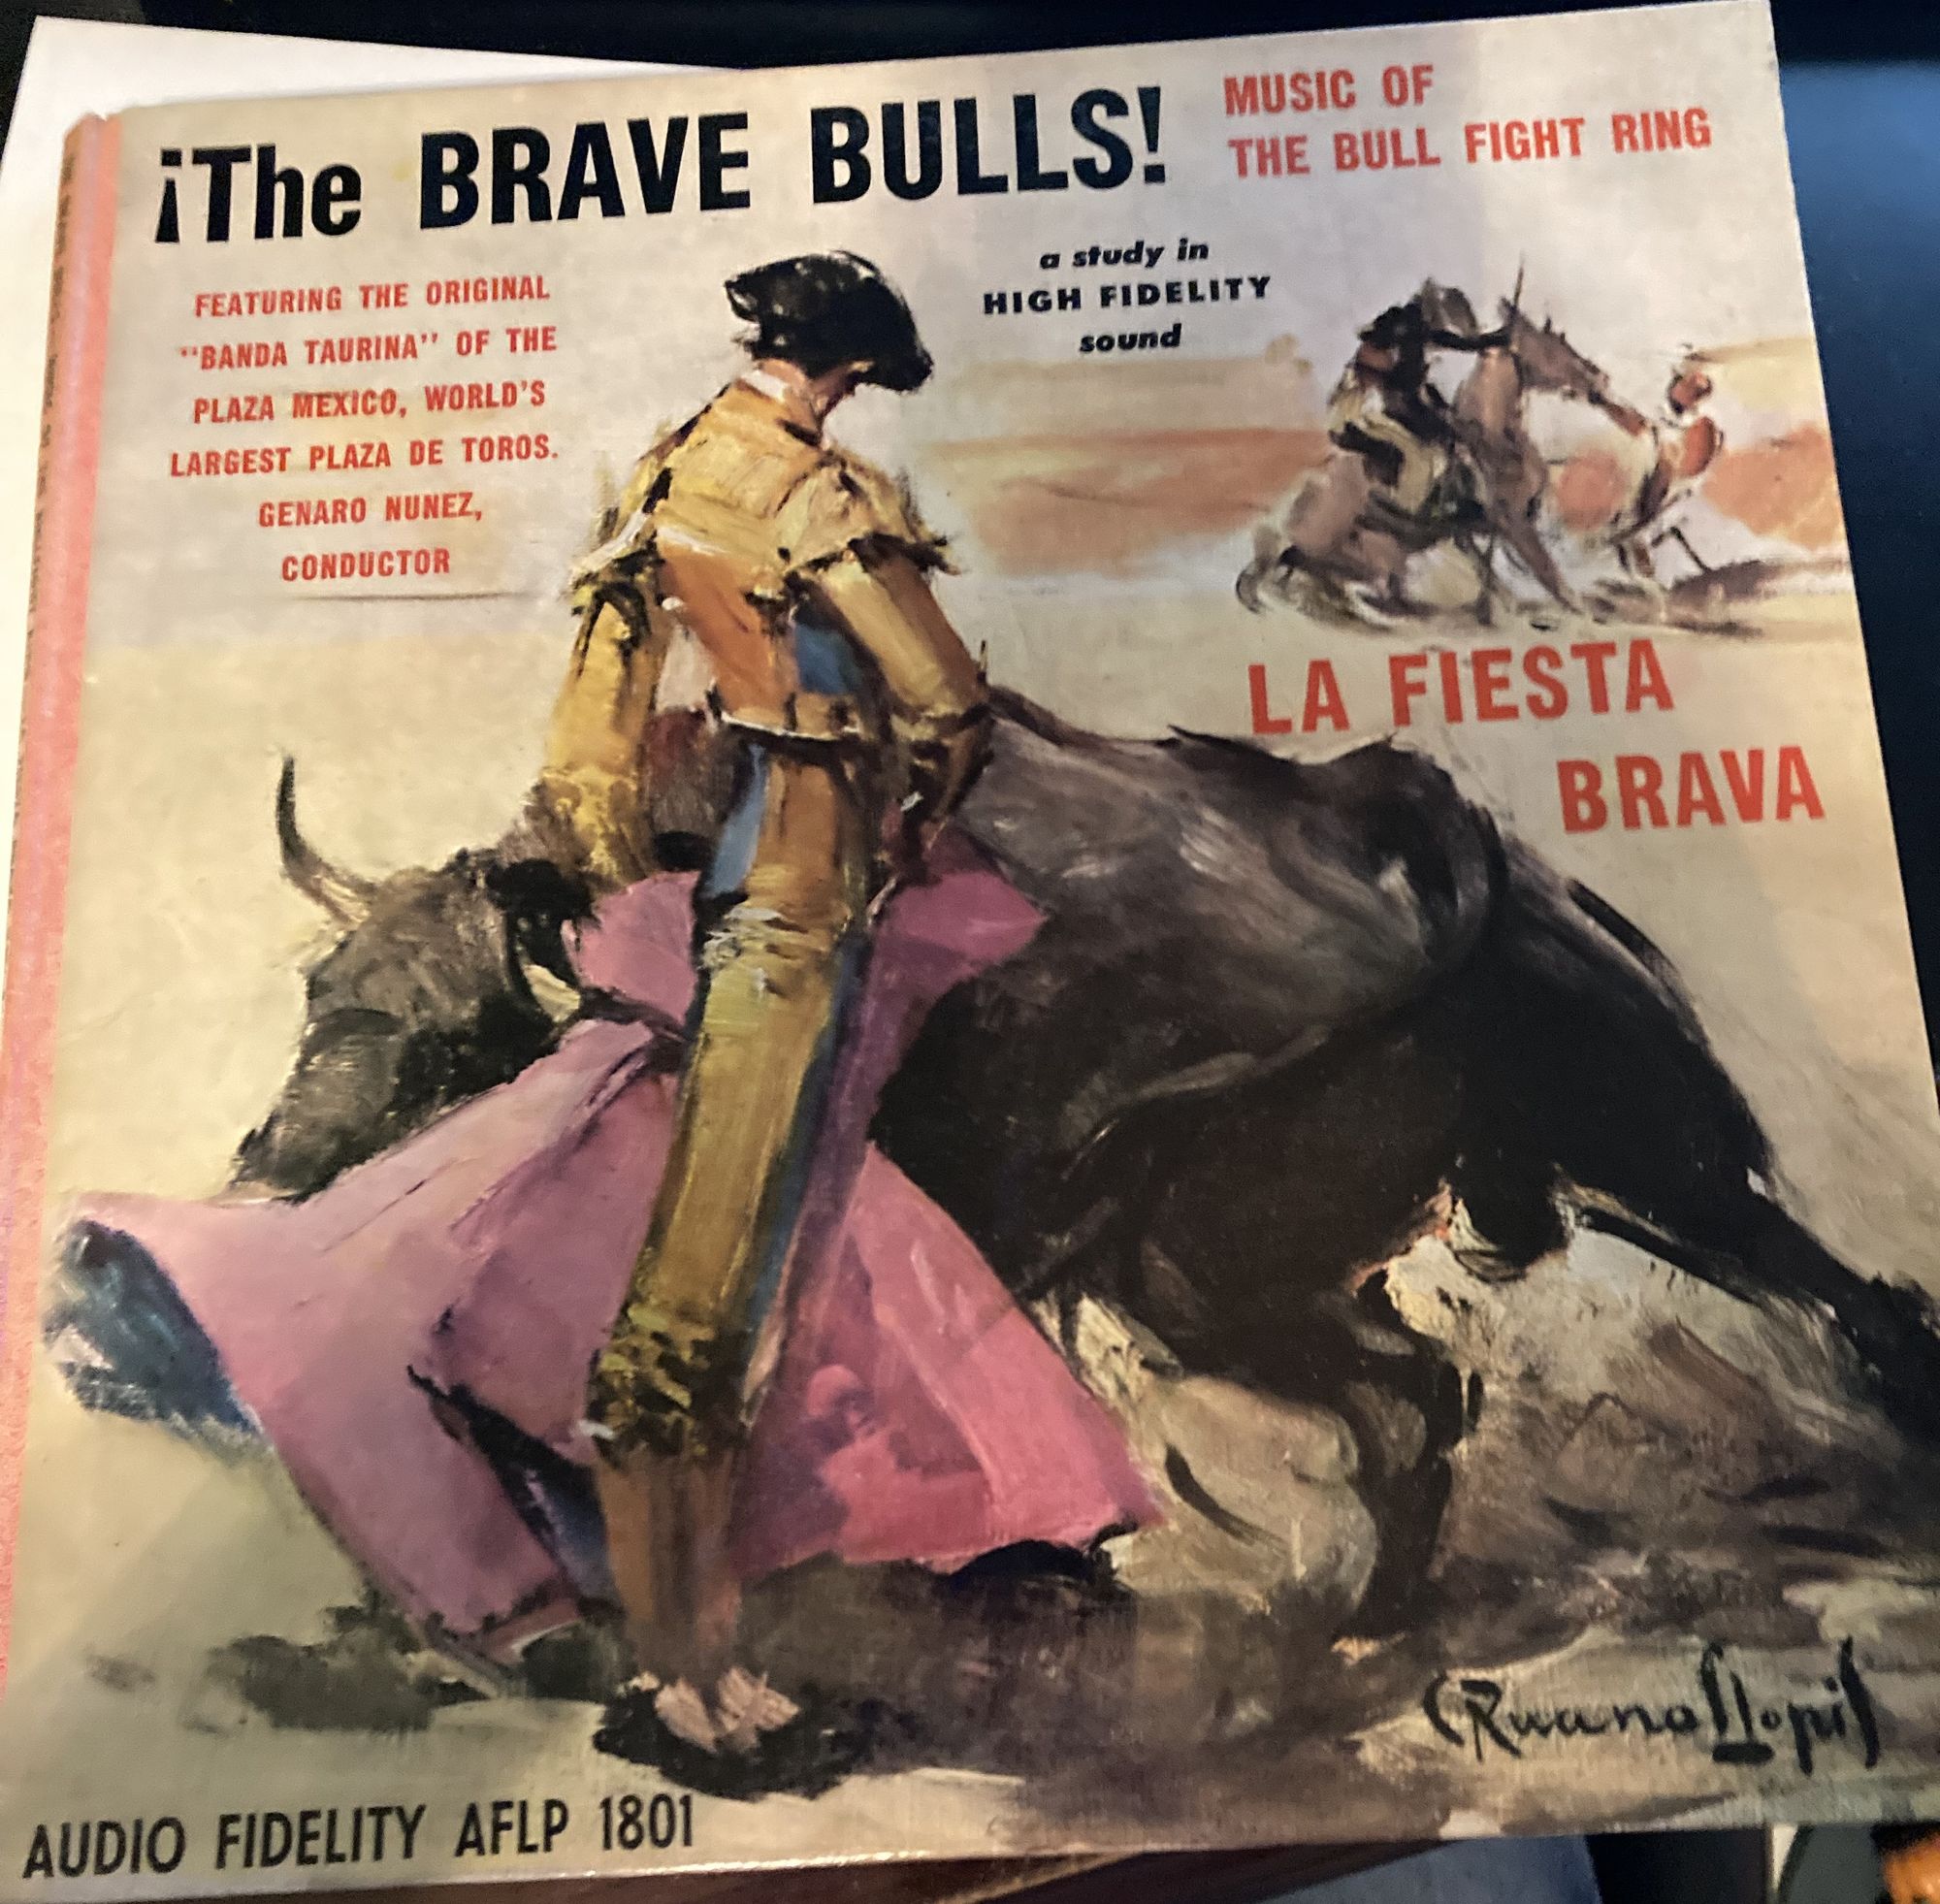 ¡The BRAVE BULLS!
MUSIC OF
THE BULL FIGHT RING
FEATURING THE ORIGINAL
"BANDA TAURINA" OF THE
PLAZA MEXICO, WORLD'S
LARGEST PLAZA DE TOROS.
GENARO NUNEZ,
CONDUCTOR
a study in
HIGH FIDELITY
sound
LA FIESTA
BRAVA
Ruano Llopis
AUDIO FIDELITY AFLP 1801